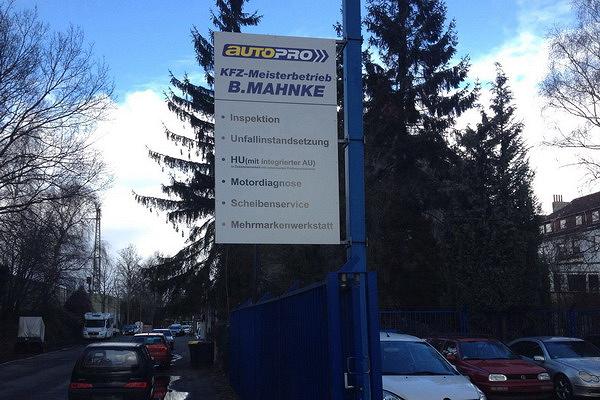 AUTOPRO
KFZ-Meisterbetrieb
B.MAHNKE
• Inspektion
• Unfallinstandsetzung
• HU(mit integrierter AU)
• Motordiagnose
• Scheibenservice
• Mehrmarkenwerkstatt